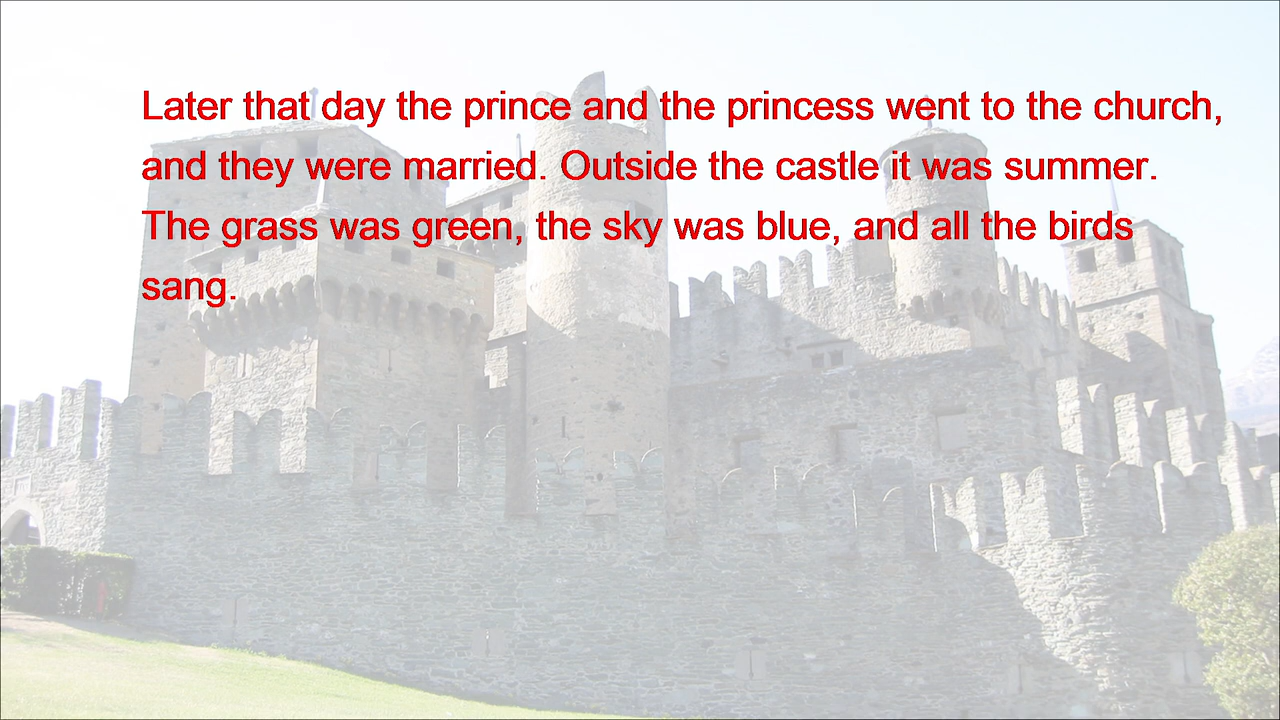 Later that day the prince and the princess went to the church,
and they were married. Outside the castle it was summer.
The grass was green, the sky was blue, and all the birds
sang.